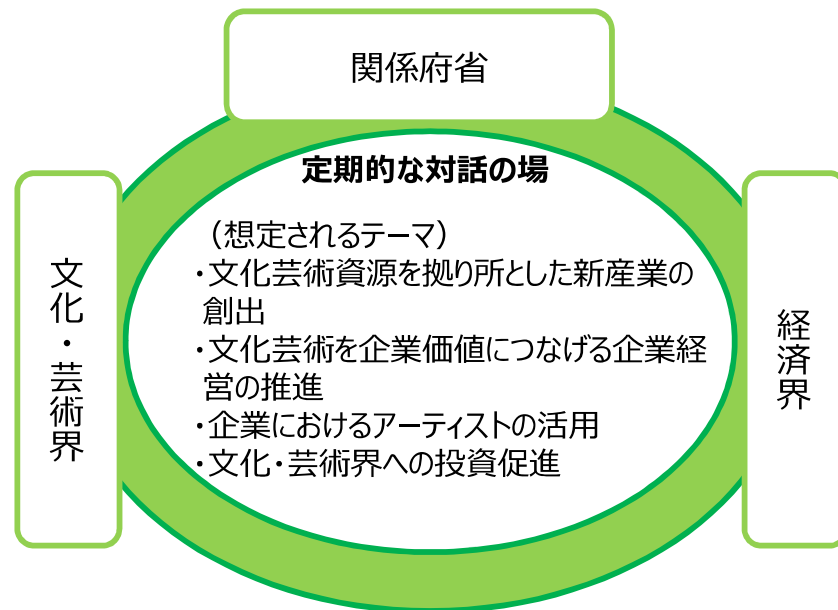 関係府省
定期的な対話の場
(想定されるテーマ)
・文化芸術資源を拠り所とした新産業の
創出
・文化芸術を企業価値につなげる企業経
営の推進
・企業におけるアーティストの活用
・文化・芸術界への投資促進
文化・芸術界
経済界